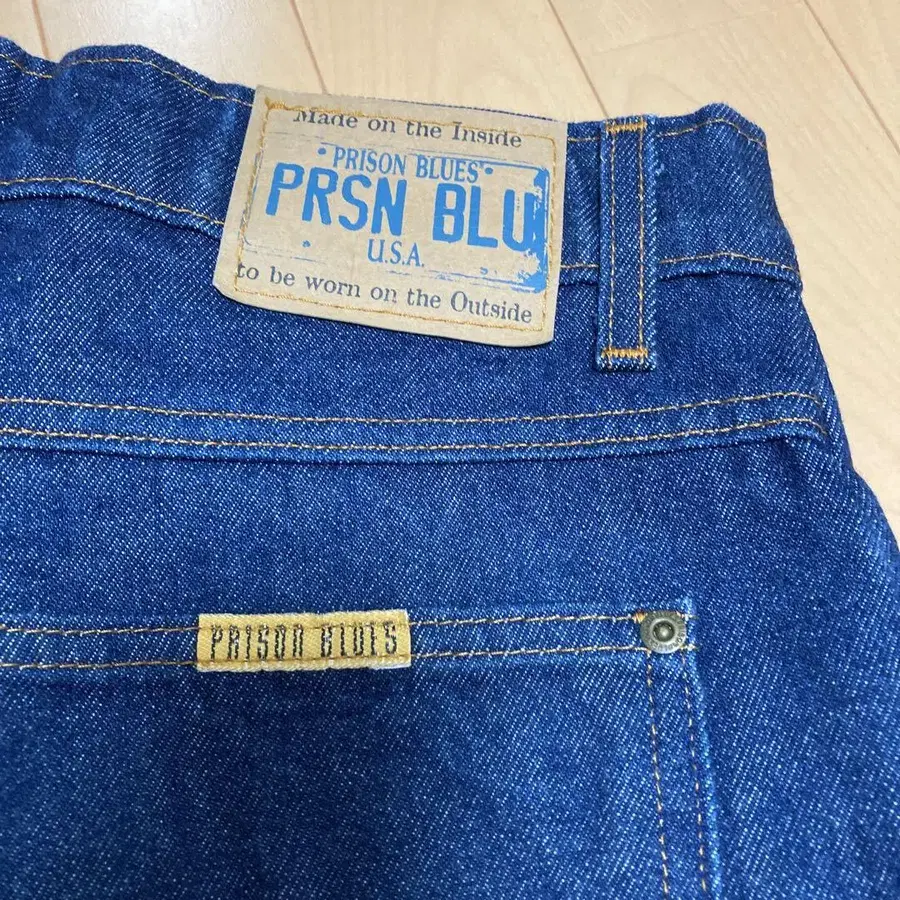 Made on the Inside
PRISON BLUES
PRSN BLU
U.S.A.
to be worn on the Outside
PRISON BLUES